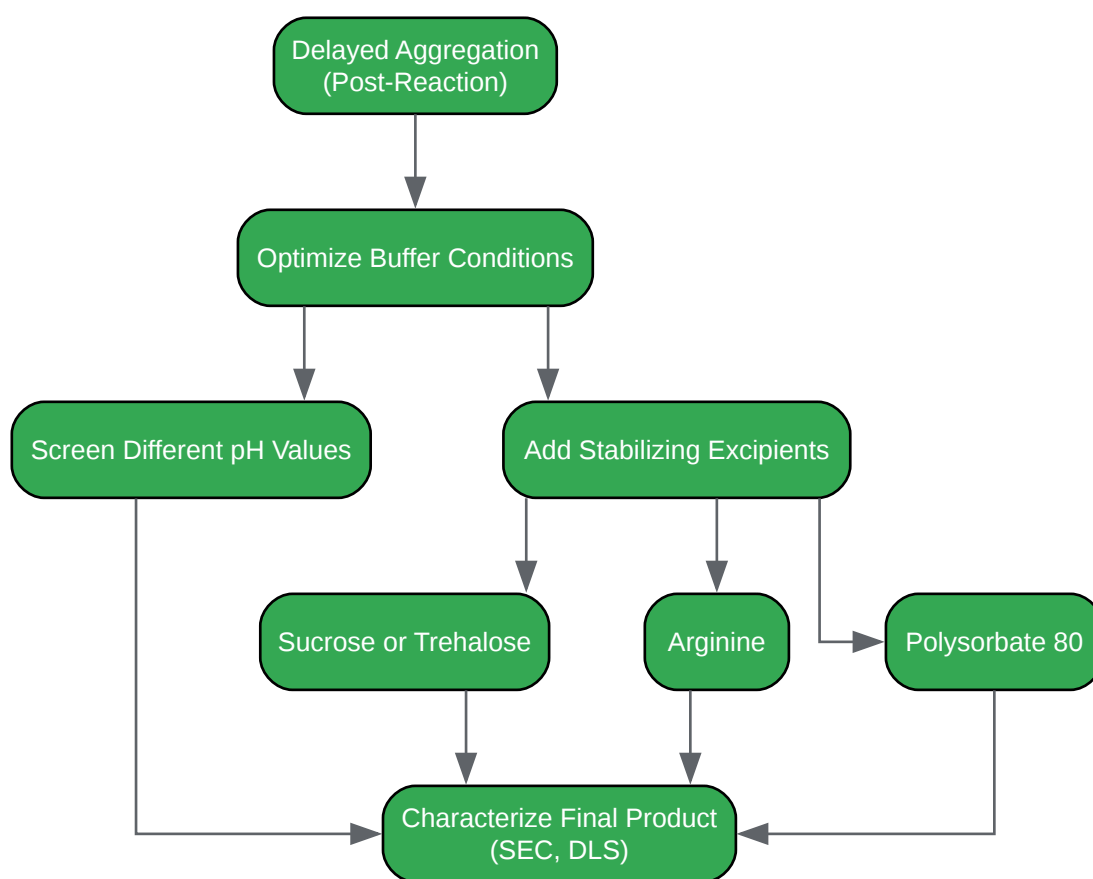 Delayed Aggregation
(Post-Reaction)
Optimize Buffer Conditions
Screen Different pH Values
Add Stabilizing Excipients
Sucrose or Trehalose
Arginine
Polysorbate 80
Characterize Final Product
(SEC, DLS)